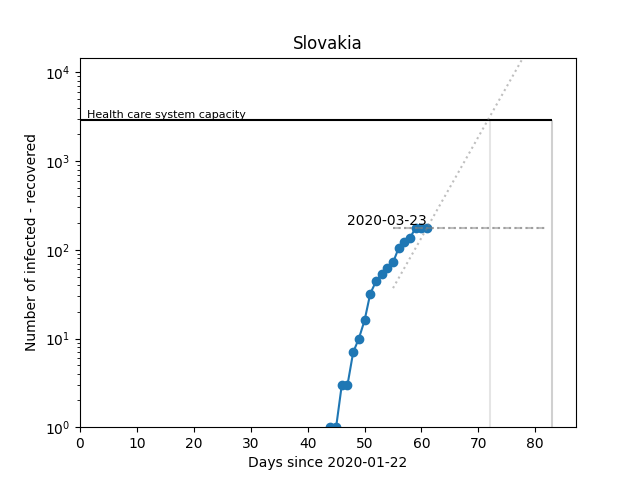 Slovakia
Number of infected - recovered
10^4
10^3
10^2
10^1
10^0
Health care system capacity
2020-03-23
0 10 20 30 40 50 60 70 80
Days since 2020-01-22